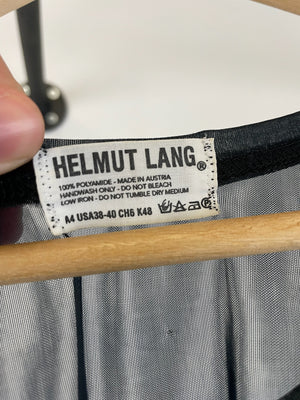 HELMUT LANG®
100% POLYAMIDE - MADE IN AUSTRIA
HANDWASH ONLY - DO NOT BLEACH
LOW IRON - DO NOT TUMBLE DRY MEDIUM
M USA38-40 CH6 K48